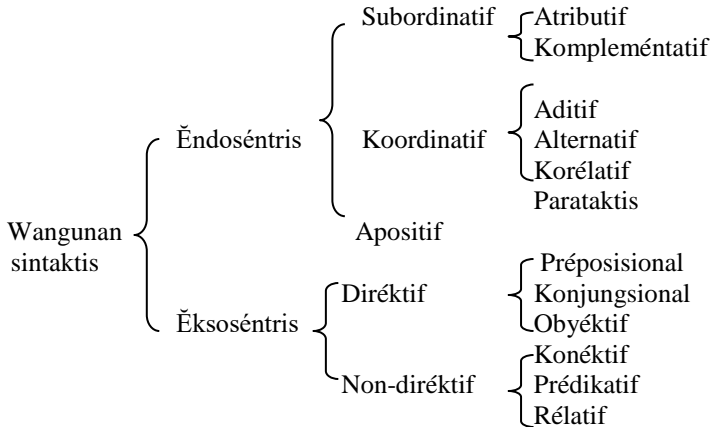 Subordinatif Atributif
Kompleméntatif
Aditif
Ĕndoséntris Koordinatif Alternatif
Korélatif
Parataktis
Wangunan Apositif
sintaktis
Préposisional
Diréktif Konjungsional
Ĕksoséntris Obyéktif
Konéktif
Non-diréktif Prédikatif
Rélatif